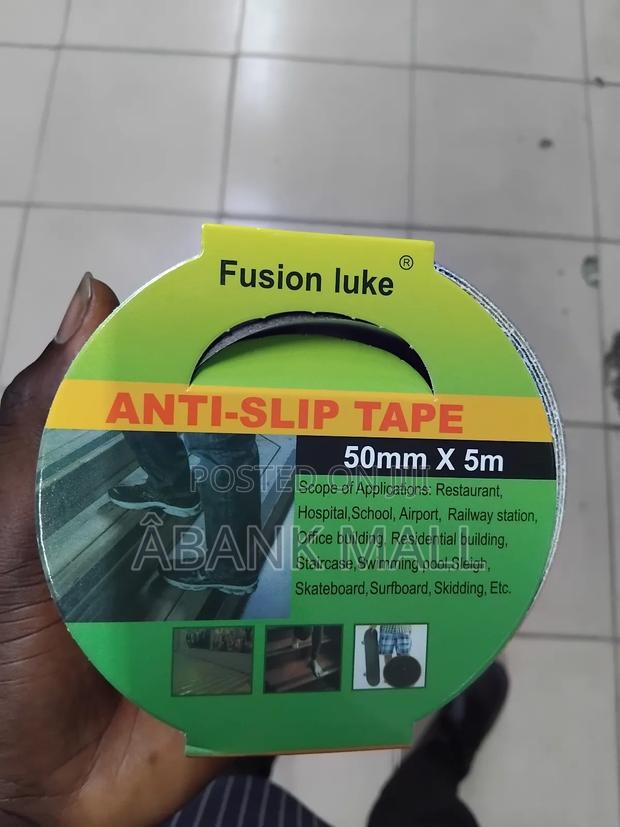 Fusion luke ®
ANTI-SLIP TAPE
50mm X 5m
POSTED ON JIJI
Scope of Applications: Restaurant,
Hospital,School, Airport, Railway station,
Office building, Residential building,
ÂBANK MALL
Staircase,Swimming pool,Sleigh,
Skateboard,Surfboard, Skidding, Etc.